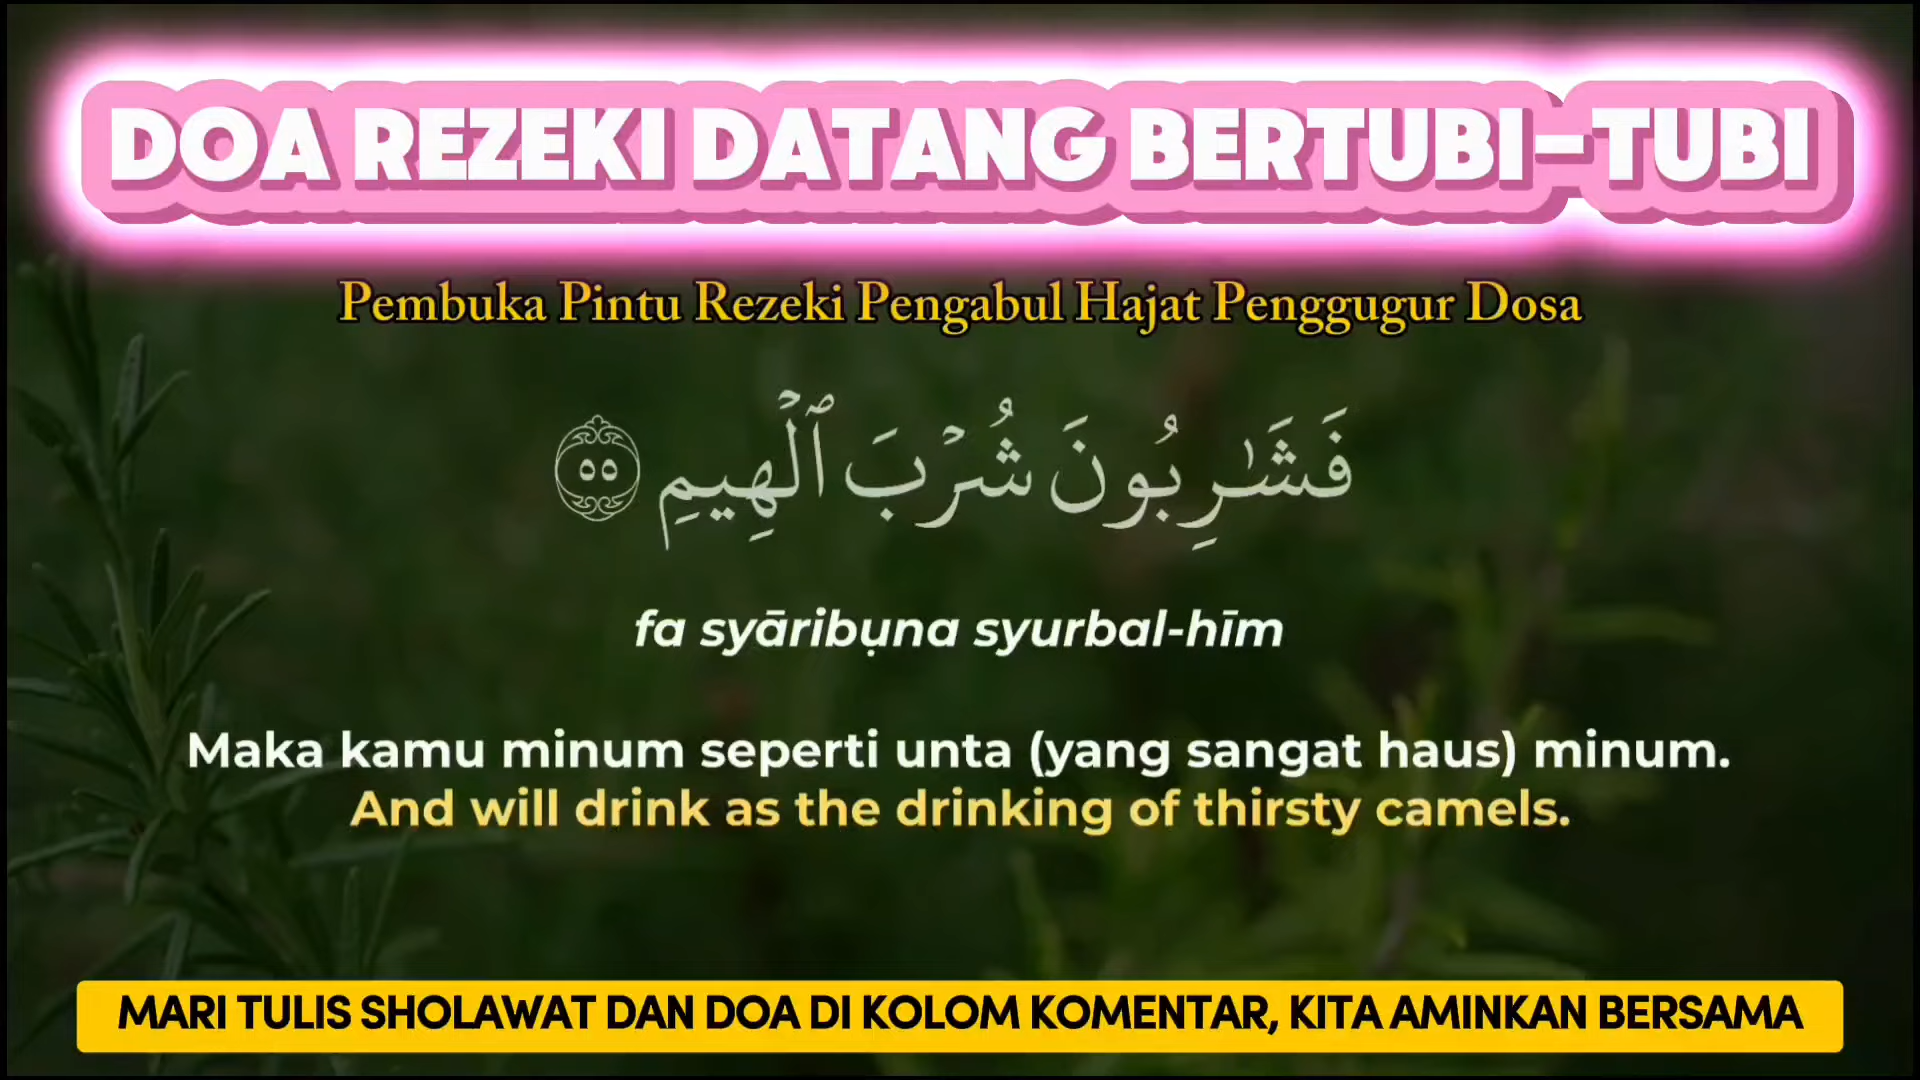 DOA REZEKI DATANG BERTUBI-TUBI
Pembuka Pintu Rezeki Pengabul Hajat Penggugur Dosa
فَشَـٰرِبُونَ شُرۡبَ ٱلۡهِيمِ ٥٥
fa syāribụna syurbal-hīm
Maka kamu minum seperti unta (yang sangat haus) minum.
And will drink as the drinking of thirsty camels.
MARI TULIS SHOLAWAT DAN DOA DI KOLOM KOMENTAR, KITA AMINKAN BERSAMA